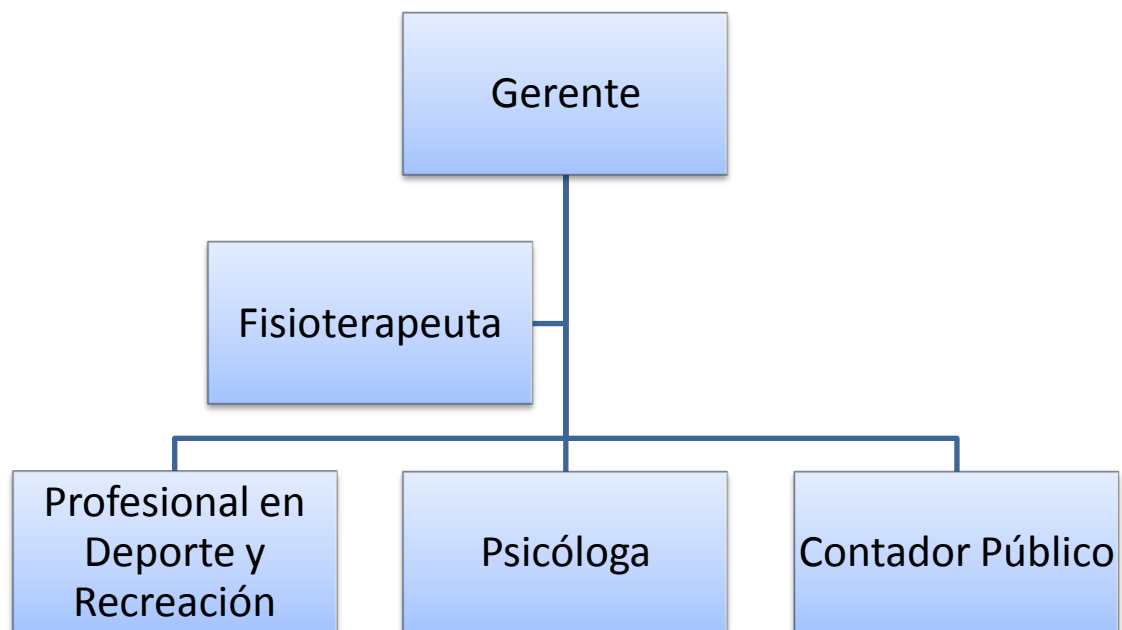 Gerente
Fisioterapeuta
Profesional en
Deporte y
Recreación
Psicóloga
Contador Público